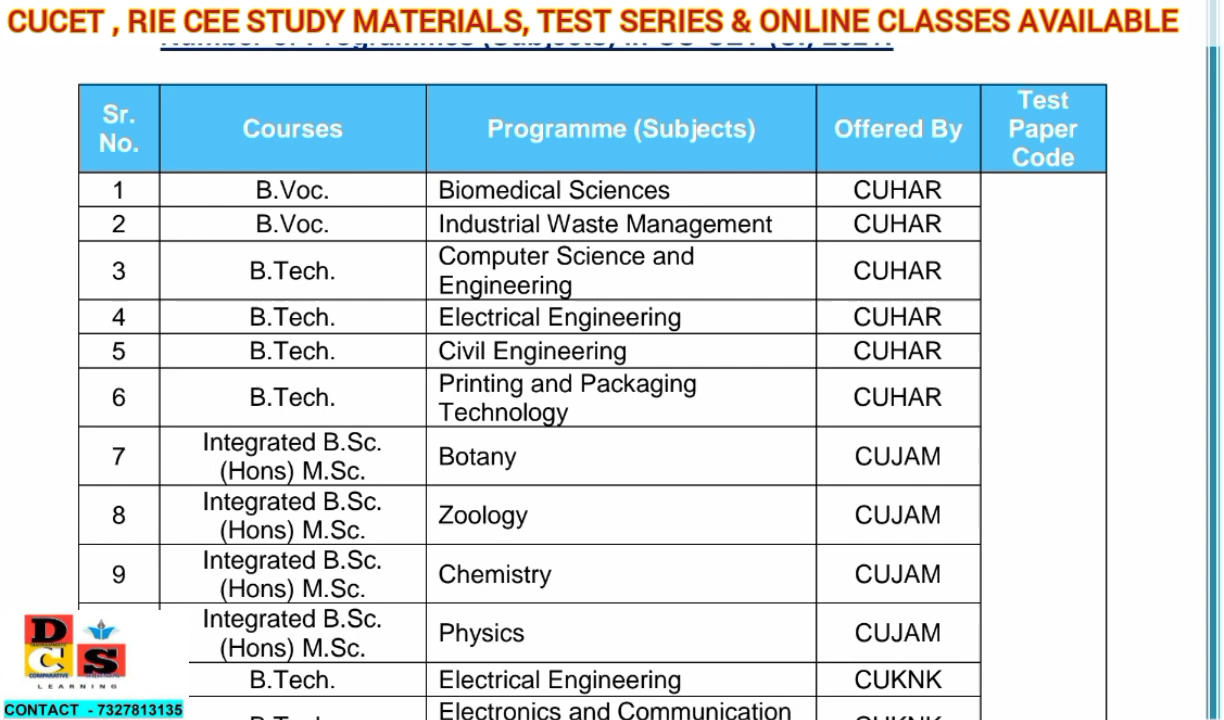 CUCET , RIE CEE STUDY MATERIALS, TEST SERIES & ONLINE CLASSES AVAILABLE
Sr. No. Courses Programme (Subjects) Offered By Test Paper Code
1 B.Voc. Biomedical Sciences CUHAR
2 B.Voc. Industrial Waste Management CUHAR
3 B.Tech. Computer Science and Engineering CUHAR
4 B.Tech. Electrical Engineering CUHAR
5 B.Tech. Civil Engineering CUHAR
6 B.Tech. Printing and Packaging Technology CUHAR
7 Integrated B.Sc. (Hons) M.Sc. Botany CUJAM
8 Integrated B.Sc. (Hons) M.Sc. Zoology CUJAM
9 Integrated B.Sc. (Hons) M.Sc. Chemistry CUJAM
Integrated B.Sc. (Hons) M.Sc. Physics CUJAM
B.Tech. Electrical Engineering CUKNK
Electronics and Communication
D
C S
COMPARATIVE
LEARNING
CONTACT - 7327813135